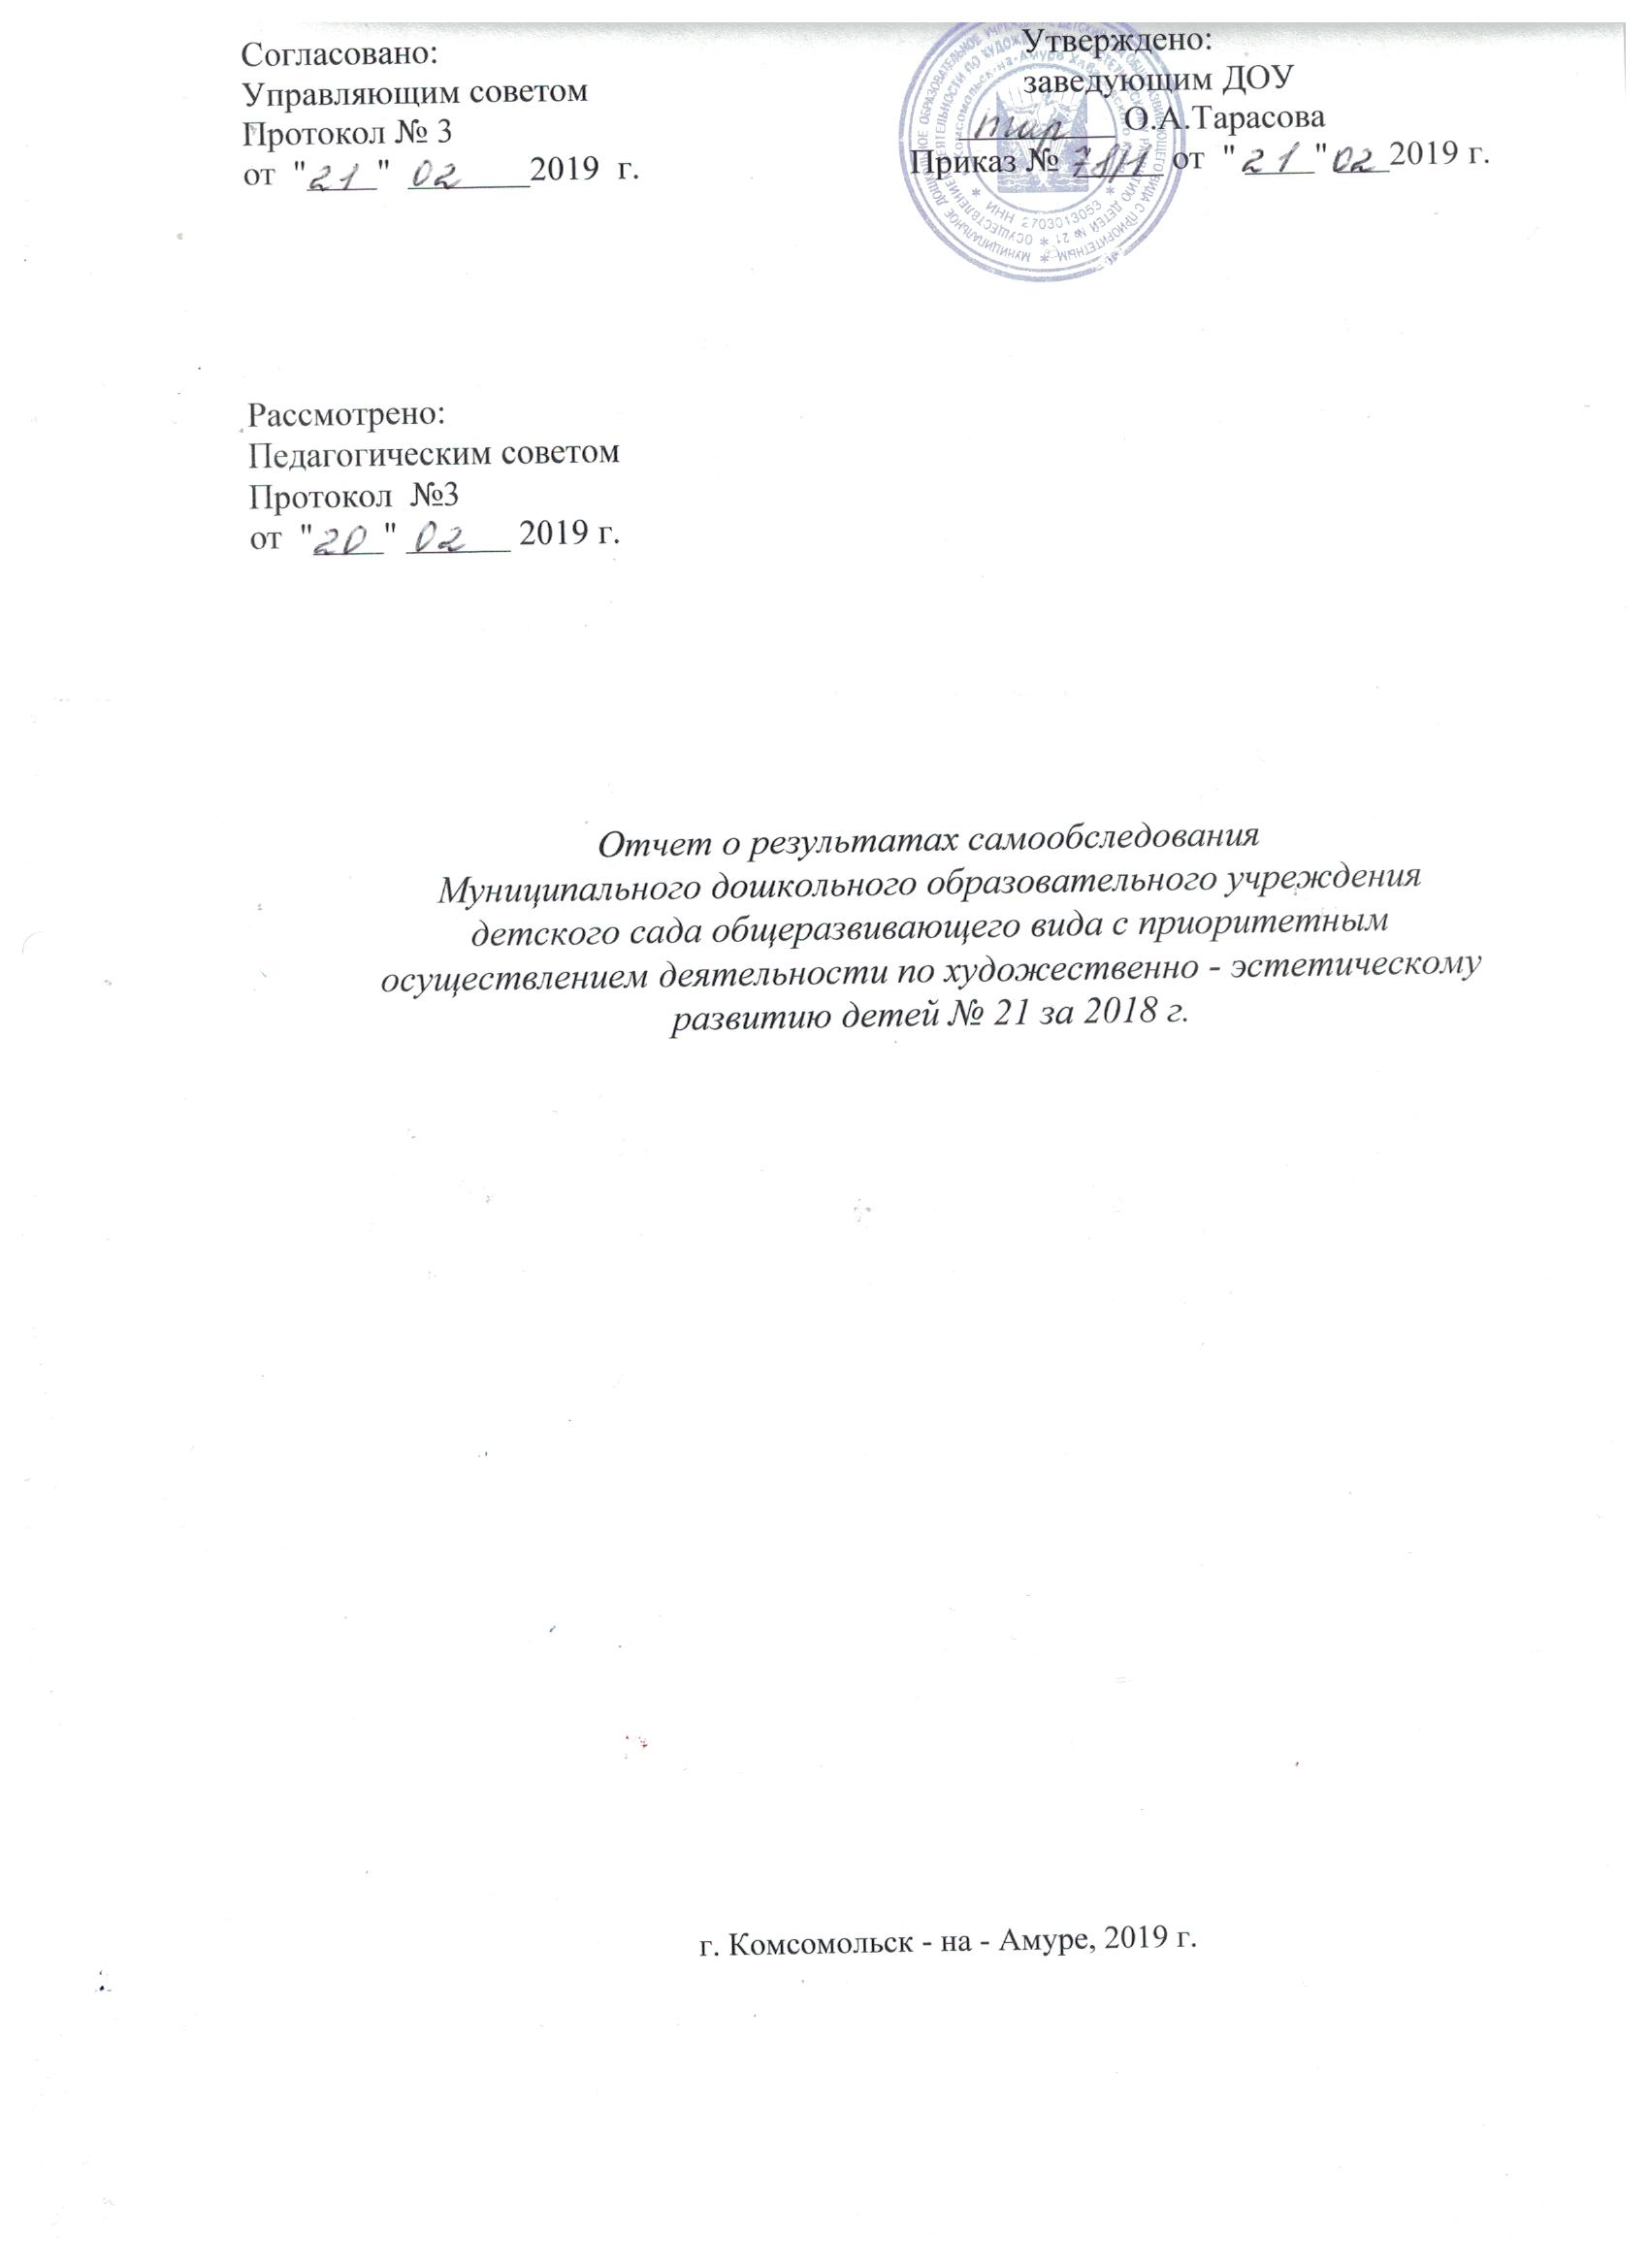 Согласовано:
Управляющим советом
Протокол № 3
от "21" 02 2019 г.
Утверждено:
заведующим ДОУ
О.А.Тарасова
Приказ № от "21" 02 2019 г.
ИНН 2703013053
Рассмотрено:
Педагогическим советом
Протокол №3
от "20" 02 2019 г.
Отчет о результатах самообследования
Муниципального дошкольного образовательного учреждения
детского сада общеразвивающего вида с приоритетным
осуществлением деятельности по художественно - эстетическому
развитию детей № 21 за 2018 г.
г. Комсомольск - на - Амуре, 2019 г.